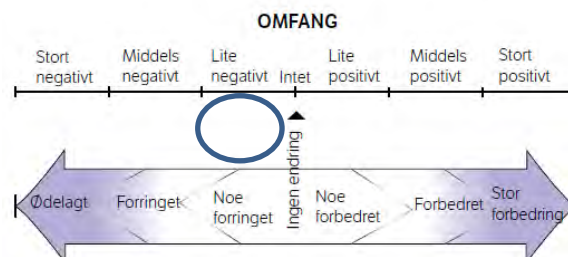 OMFANG
Stort negativt
Middels negativt
Lite negativt
Intet
Lite positivt
Middels positivt
Stort positivt
Ødelagt
Forringet
Noe forringet
Ingen endring
Noe forbedret
Forbedret
Stor forbedring